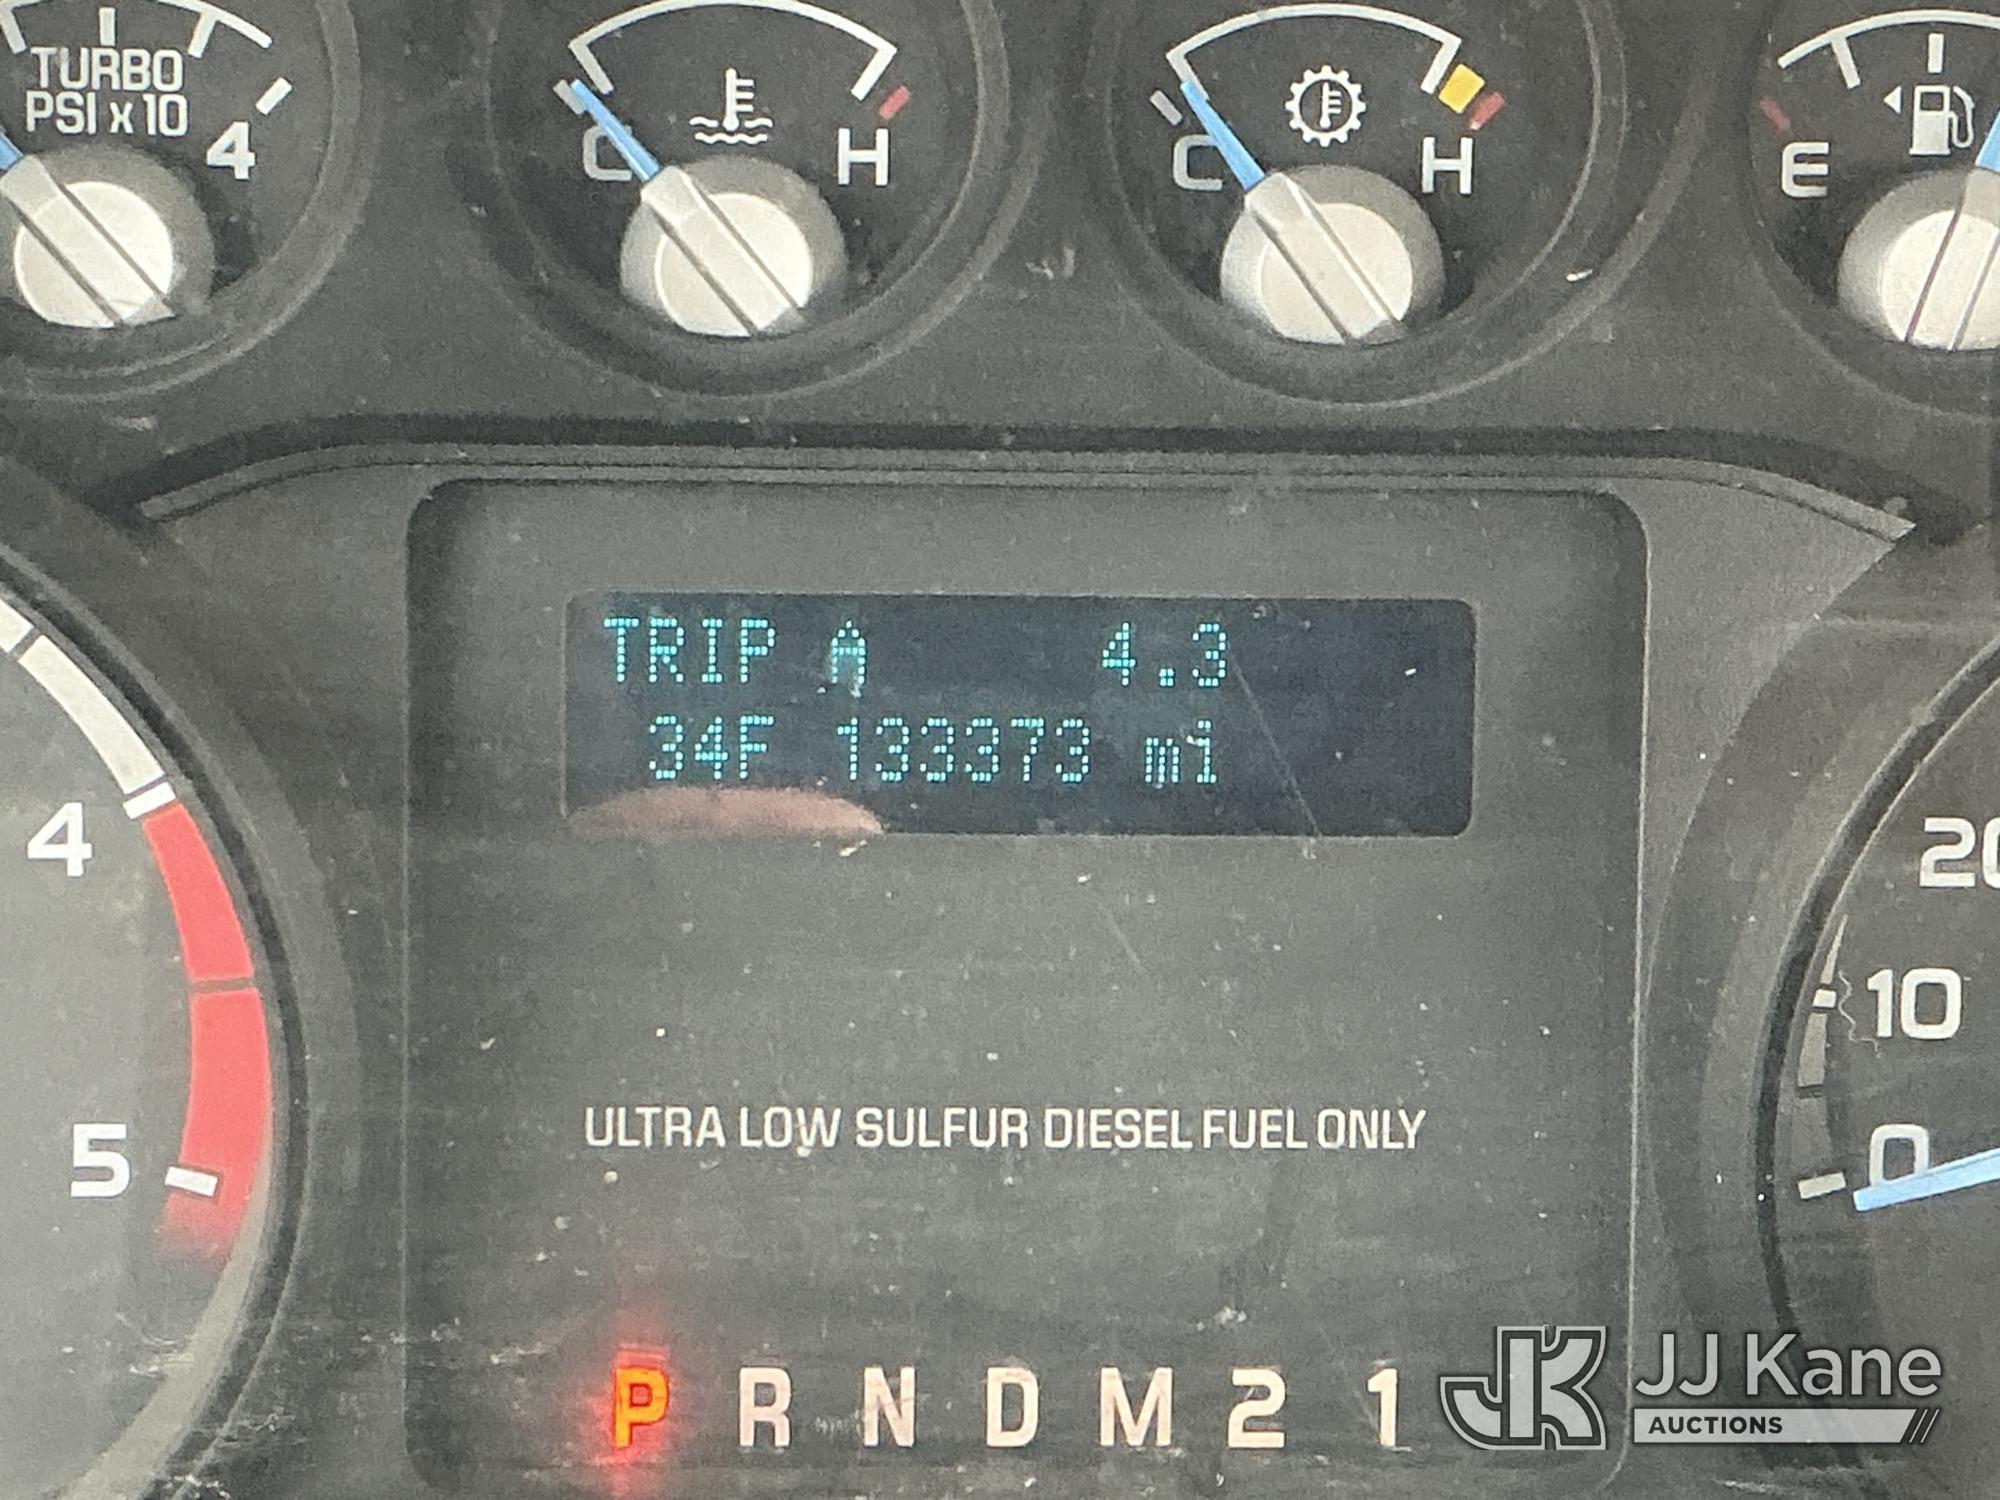 TURBO
PSI x 10
4
C H
C H
E
TRIP A 4.3
34F 133373 mi
4
5
20
10
0
ULTRA LOW SULFUR DIESEL FUEL ONLY
P R N D M 2 1
JK JJ Kane
AUCTIONS